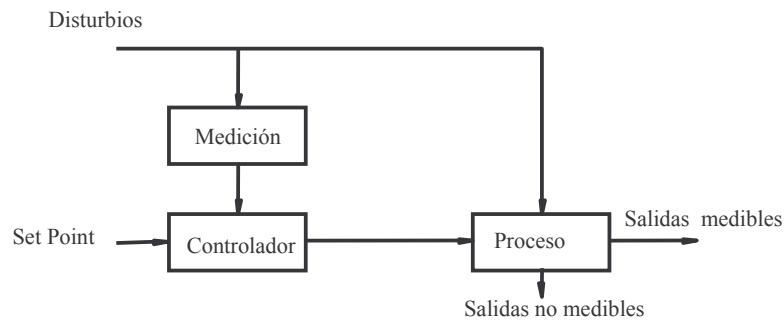 Disturbios
Medición
Set Point
Controlador
Proceso
Salidas medibles
Salidas no medibles